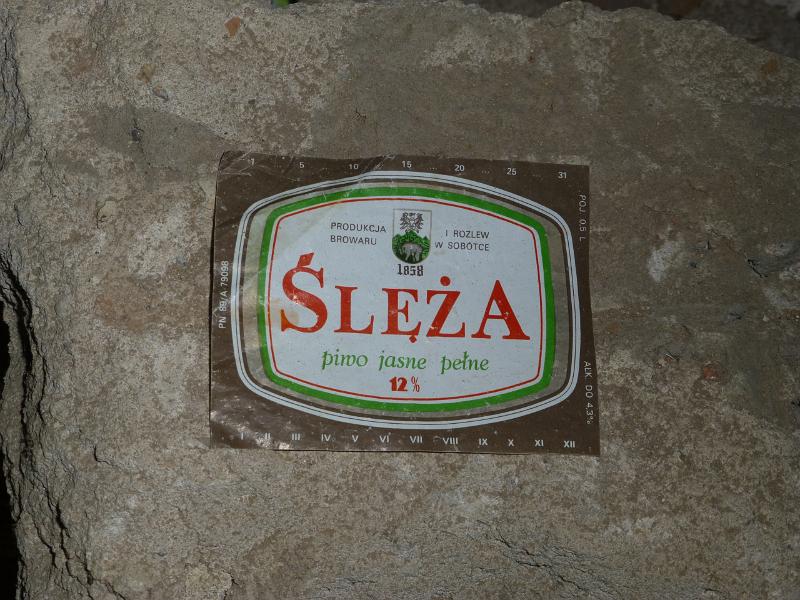 1 5 10 15 20 25 31
PRODUKCJA I ROZLEW
BROWARU W SOBÓTCE
1858
ŚLĘŻA
piwo jasne pełne
12%
I II III IV V VI VII VIII IX X XI XII
PN 89/A-79098
POJ. 0,5 L
ALK. DO 4,3%